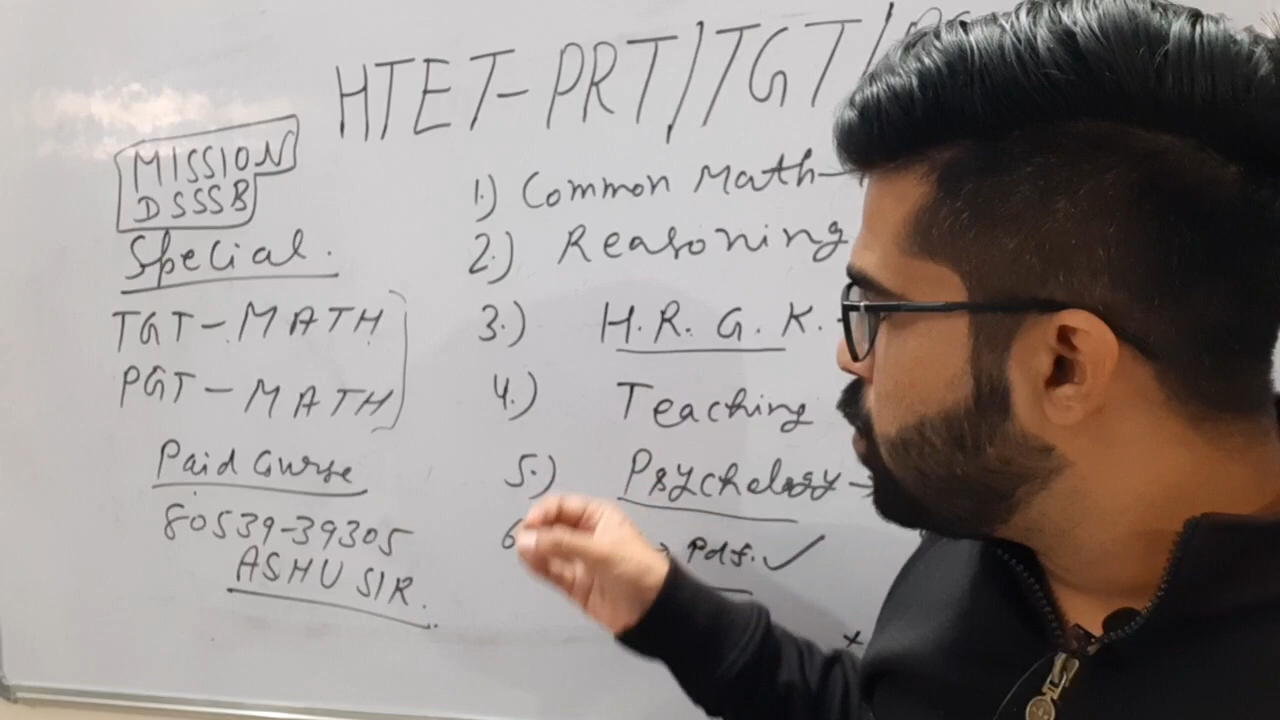 HTET-PRT/TGT/
MISSION
DSSSB
Special.
TGT-MATH
PGT-MATH
Paid Course
80539-39305
ASHU SIR.
1.) Common Math-
2.) Reasoning
3.) H.R. G.K.
4.) Teaching
5.) Psychology →
6
→ Pdf. ✓